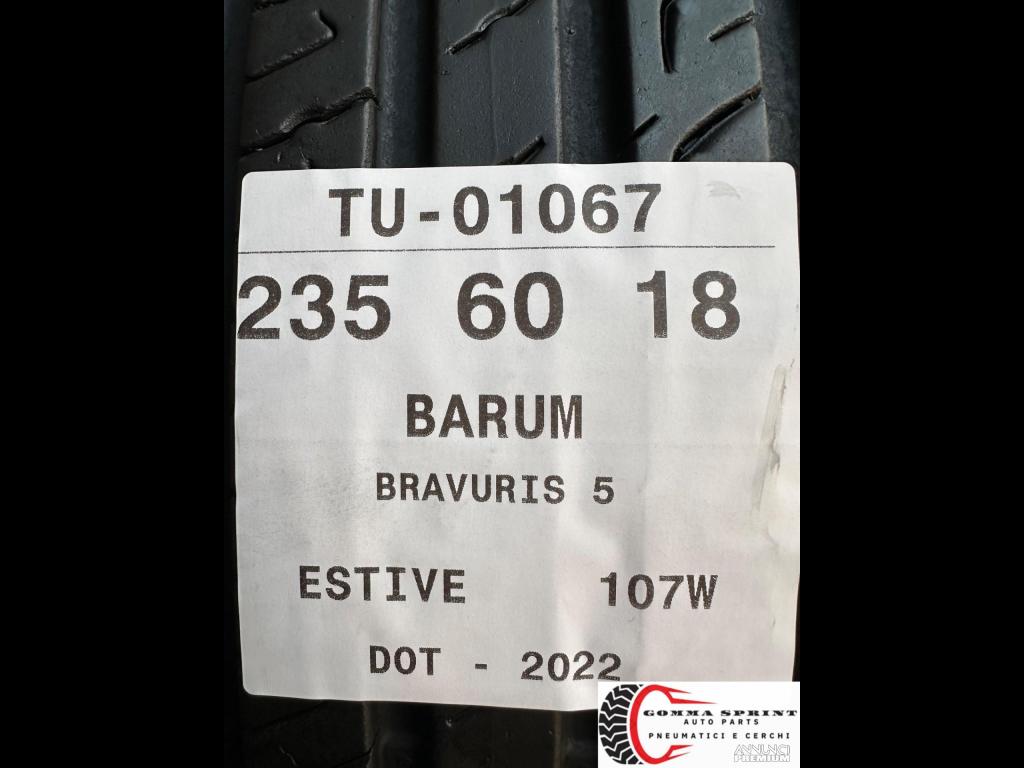 TU-01067
235 60 18
BARUM
BRAVURIS 5
ESTIVE 107W
DOT - 2022
GOMMA SPRINT
AUTO PARTS
PNEUMATICI E CERCHI
ANNUNCI
PREMIUM